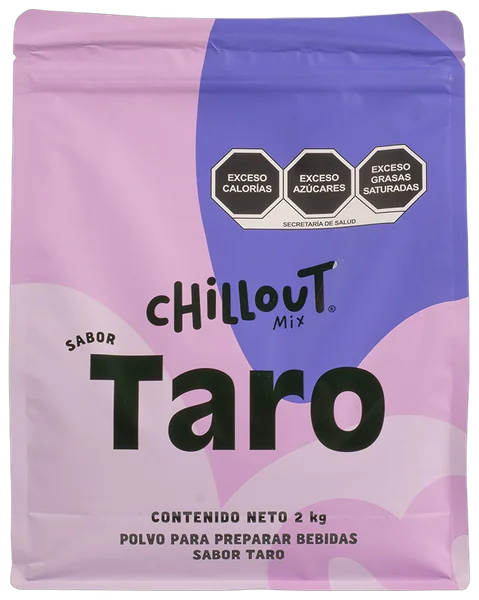 EXCESO
CALORÍAS
EXCESO
AZÚCARES
EXCESO
GRASAS
SATURADAS
SECRETARÍA DE SALUD
CHiLLOUT®
Mix
SABOR
Taro
CONTENIDO NETO 2 kg
POLVO PARA PREPARAR BEBIDAS
SABOR TARO